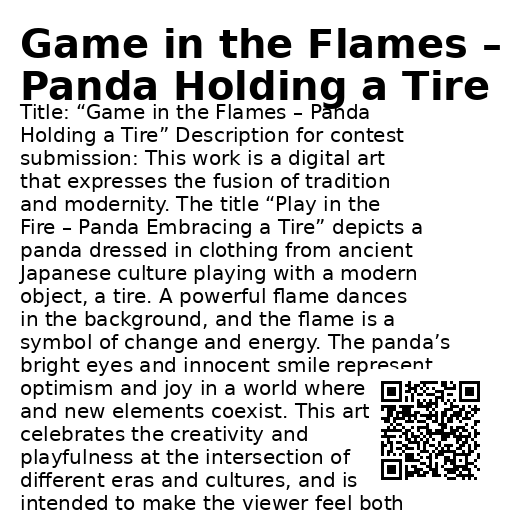 Game in the Flames –
Panda Holding a Tire
Title: “Game in the Flames – Panda
Holding a Tire” Description for contest
submission: This work is a digital art
that expresses the fusion of tradition
and modernity. The title “Play in the
Fire – Panda Embracing a Tire” depicts a
panda dressed in clothing from ancient
Japanese culture playing with a modern
object, a tire. A powerful flame dances
in the background, and the flame is a
symbol of change and energy. The panda’s
bright eyes and innocent smile represent
optimism and joy in a world where
and new elements coexist. This art
celebrates the creativity and
playfulness at the intersection of
different eras and cultures, and is
intended to make the viewer feel both